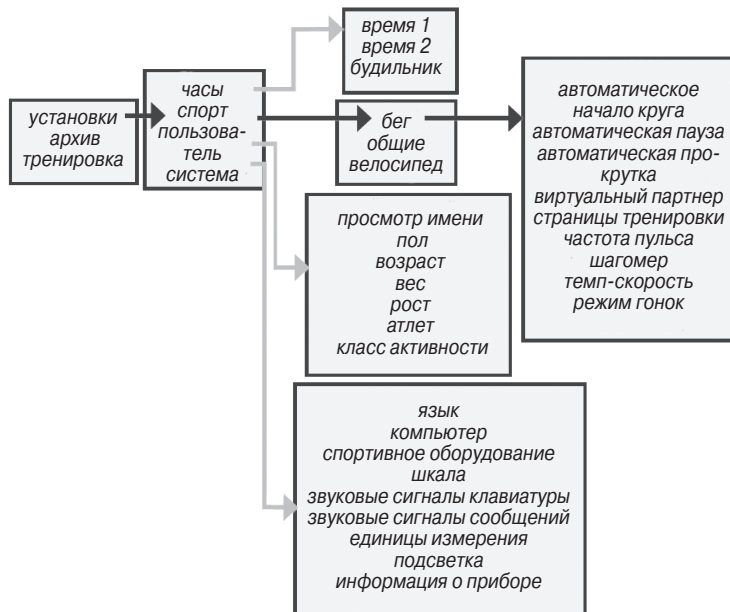 установки
архив
тренировка
часы
спорт
пользова-
тель
система
время 1
время 2
будильник
бег
общие
велосипед
автоматическое
начало круга
автоматическая пауза
автоматическая про-
крутка
виртуальный партнер
страницы тренировки
частота пульса
шагомер
темп-скорость
режим гонок
просмотр имени
пол
возраст
вес
рост
атлет
класс активности
язык
компьютер
спортивное оборудование
шкала
звуковые сигналы клавиатуры
звуковые сигналы сообщений
единицы измерения
подсветка
информация о приборе